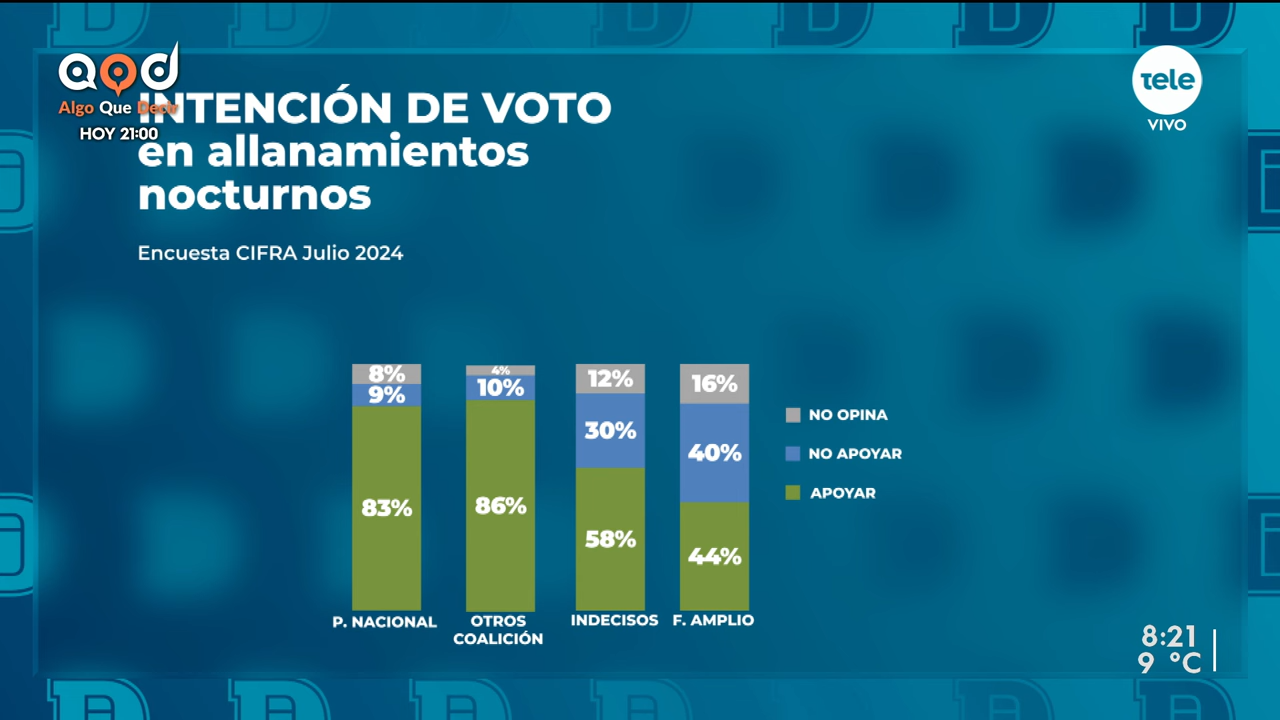 aqd
Algo Que Decir
HOY 21:00
INTENCIÓN DE VOTO
en allanamientos
nocturnos
Encuesta CIFRA Julio 2024
tele
VIVO
8%
9%
83%
4%
10%
86%
12%
30%
58%
16%
40%
44%
NO OPINA
NO APOYAR
APOYAR
P. NACIONAL
OTROS
COALICIÓN
INDECISOS
F. AMPLIO
8:21
9 °C